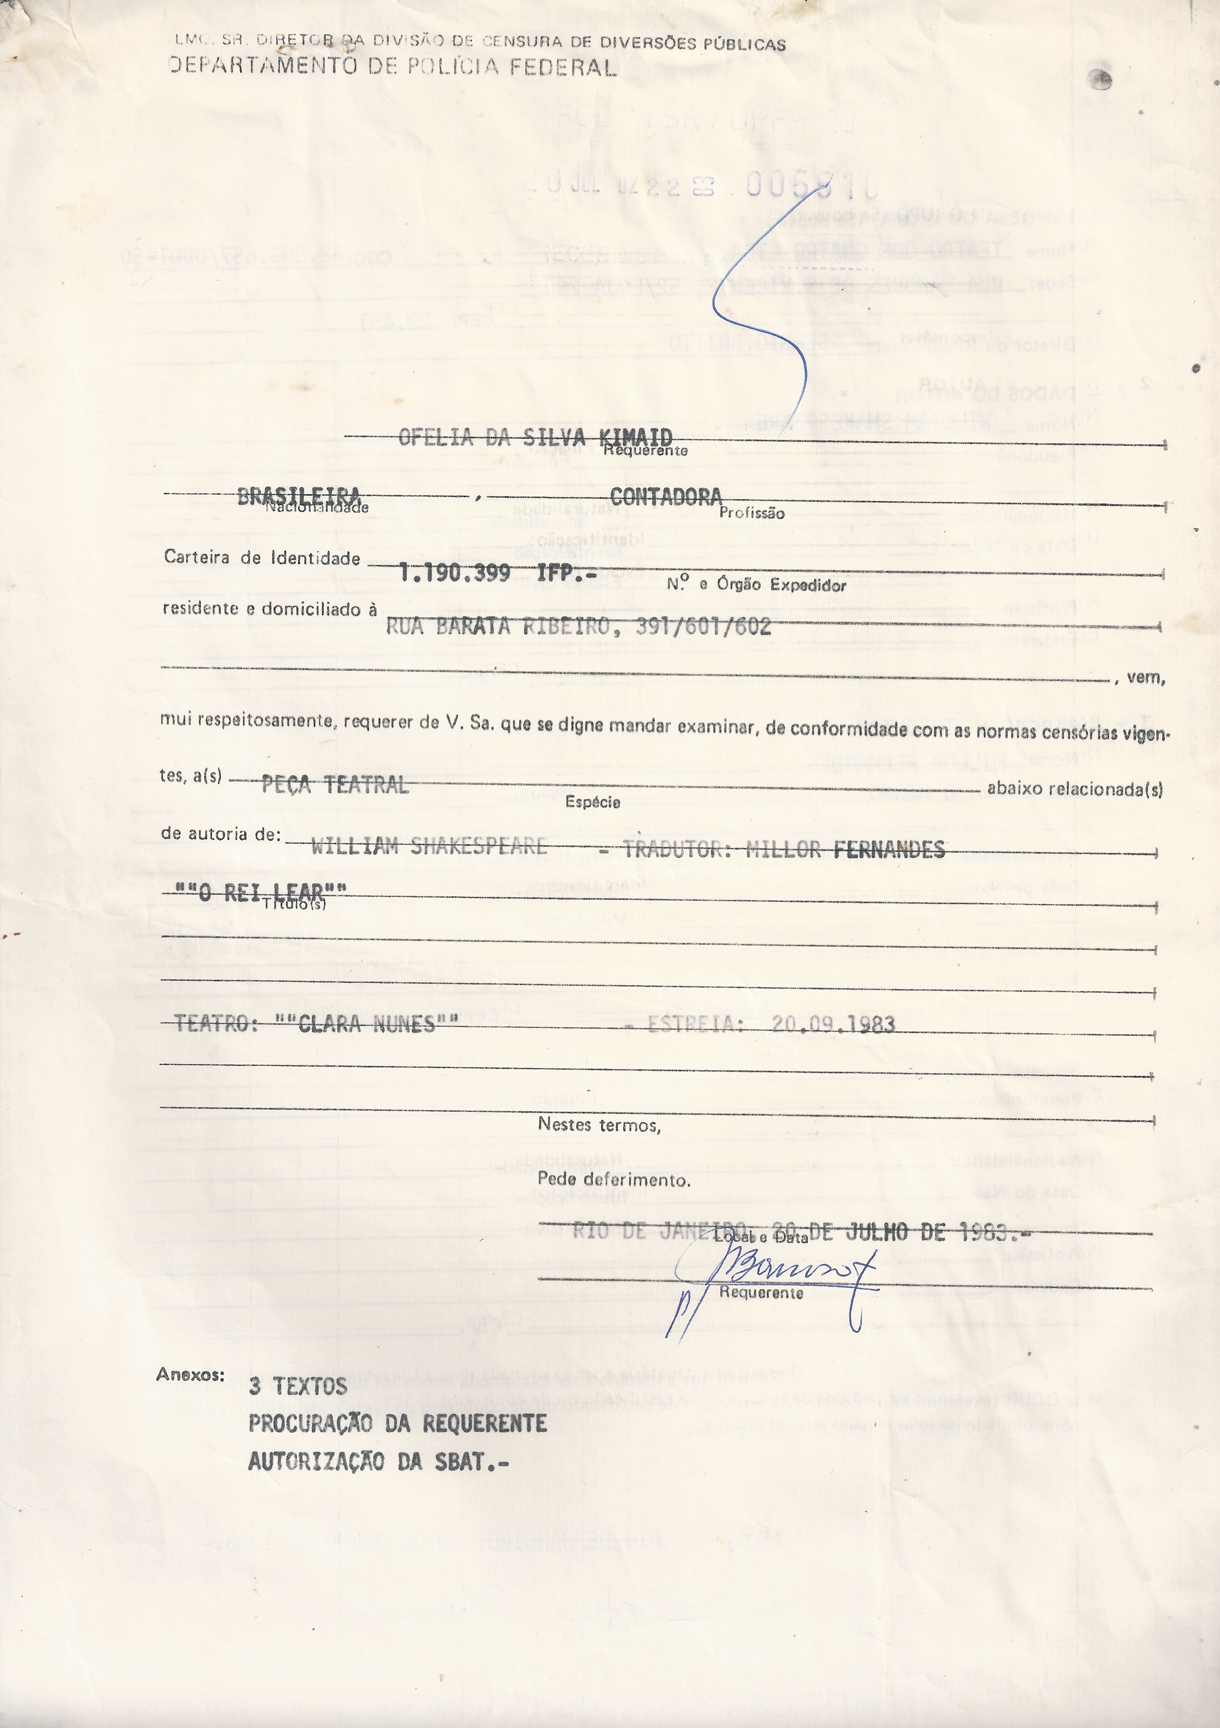 LMO. SR. DIRETOR DA DIVISÃO DE CENSURA DE DIVERSÕES PÚBLICAS
DEPARTAMENTO DE POLÍCIA FEDERAL
OFELIA DA SILVA KIMAID
Requerente
BRASILEIRA , CONTADORA
Nacionalidade Profissão
Carteira de Identidade 1.190.399 IFP.-
N.º e Órgão Expedidor
residente e domiciliado à RUA BARATA RIBEIRO, 391/601/602
, vem,
mui respeitosamente, requerer de V. Sa. que se digne mandar examinar, de conformidade com as normas censórias vigen-
tes, a(s) PEÇA TEATRAL abaixo relacionada(s)
Espécie
de autoria de: WILLIAM SHAKESPEARE - TRADUTOR: MILLOR FERNANDES
""O REI LEAR""
Título(s)
TEATRO: ""CLARA NUNES"" - ESTREIA: 20.09.1983
Nestes termos,
Pede deferimento.
RIO DE JANEIRO, 20 DE JULHO DE 1983.-
Local e Data
Requerente
Anexos: 3 TEXTOS
PROCURAÇÃO DA REQUERENTE
AUTORIZAÇÃO DA SBAT.-